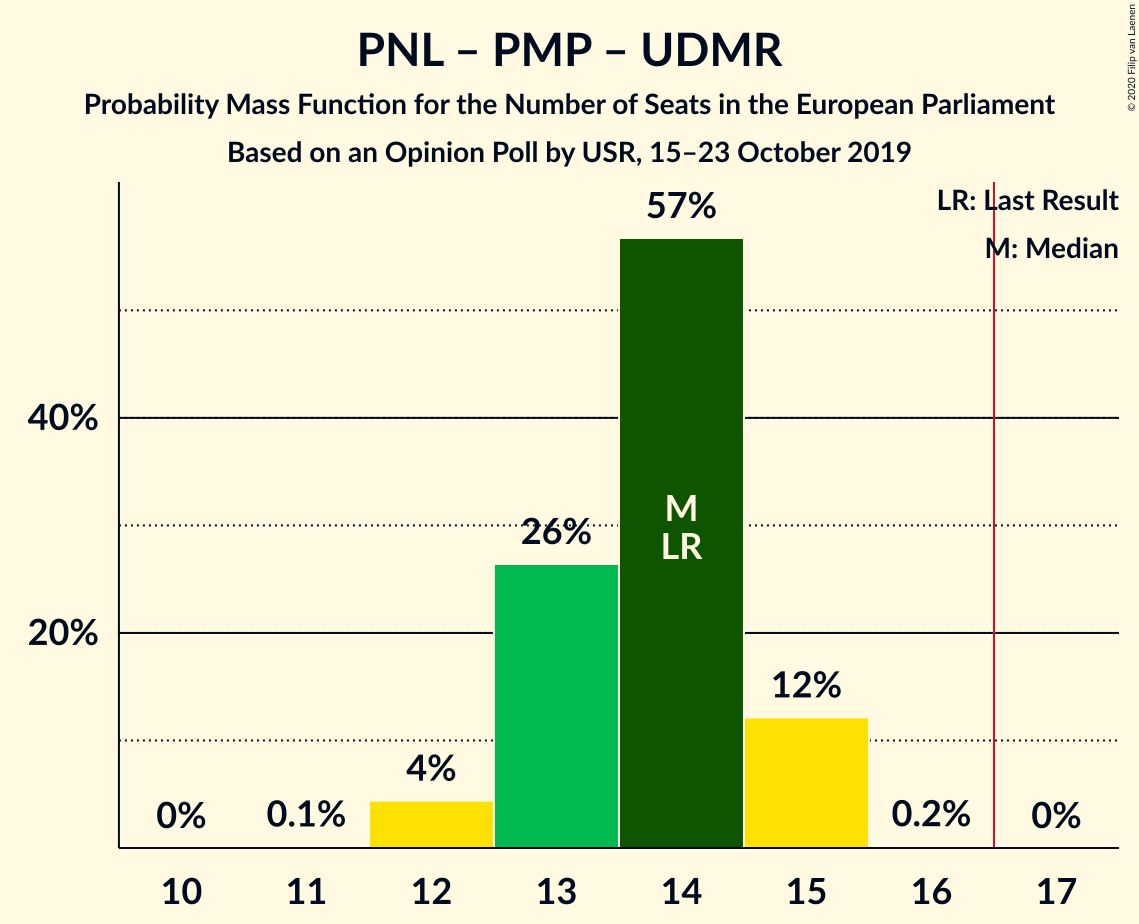 PNL – PMP – UDMR
Probability Mass Function for the Number of Seats in the European Parliament
Based on an Opinion Poll by USR, 15–23 October 2019
© 2020 Filip van Laenen
LR: Last Result
M: Median
57%
40%
26%
M
LR
20%
12%
4%
0%
0.1%
0.2%
0%
10 11 12 13 14 15 16 17